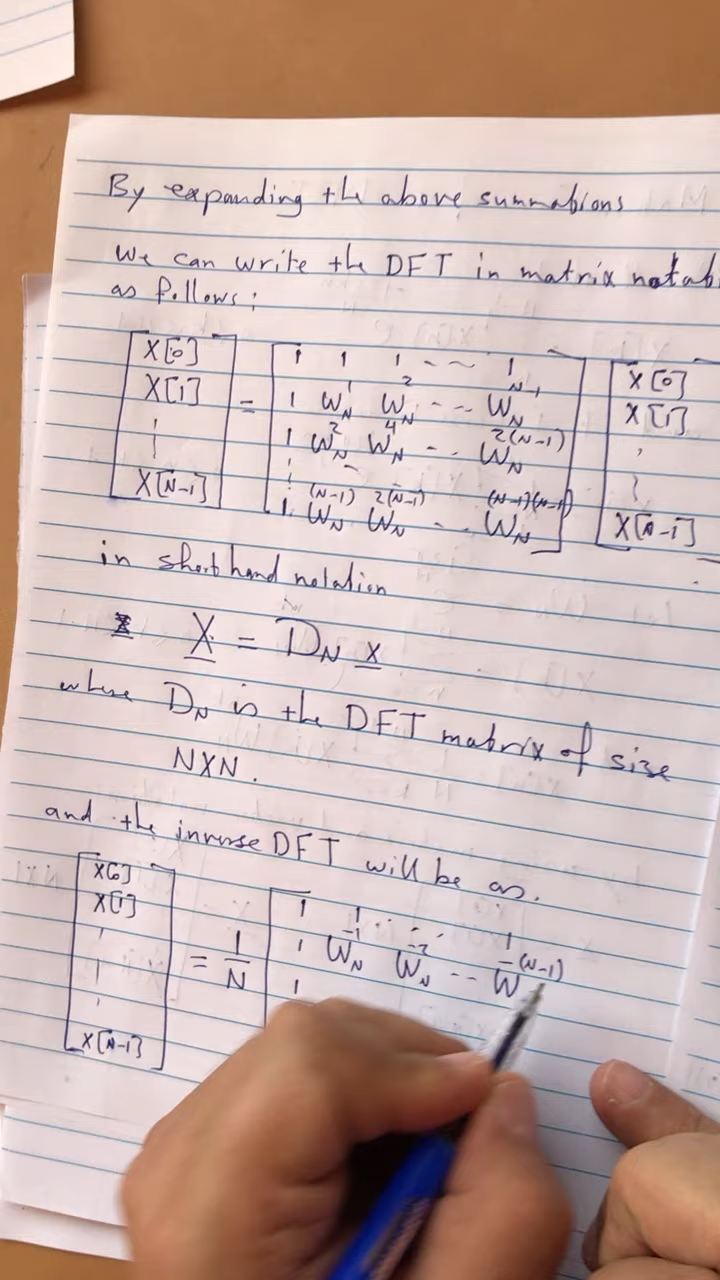 By expanding the above summations
We can write the DFT in matrix notab
as follows:
[X[0] X[1] ⋮ X[N-1]] = [1 1 1 -- ~ 1
1 W_N^1 W_N^2 --- W_N^{N-1}
1 W_N^2 W_N^4 -.. W_N^{2(N-1)}
⋮
1 W_N^{(N-1)} W_N^{2(N-1)} -.. W_N^{(N-1)(N-1)}] [x[0] x[1] ⋮ x[N-1]]
in short hand notation
X = D_N x
where D_N is the DFT matrix of size
NXN.
and the inverse DFT will be as.
[x[0] x[1] ⋮ x[N-1]] = 1/N [1 1 ... 1
1 W_N^{-1} W_N^{-2} --- W^{-(N-1)}
1